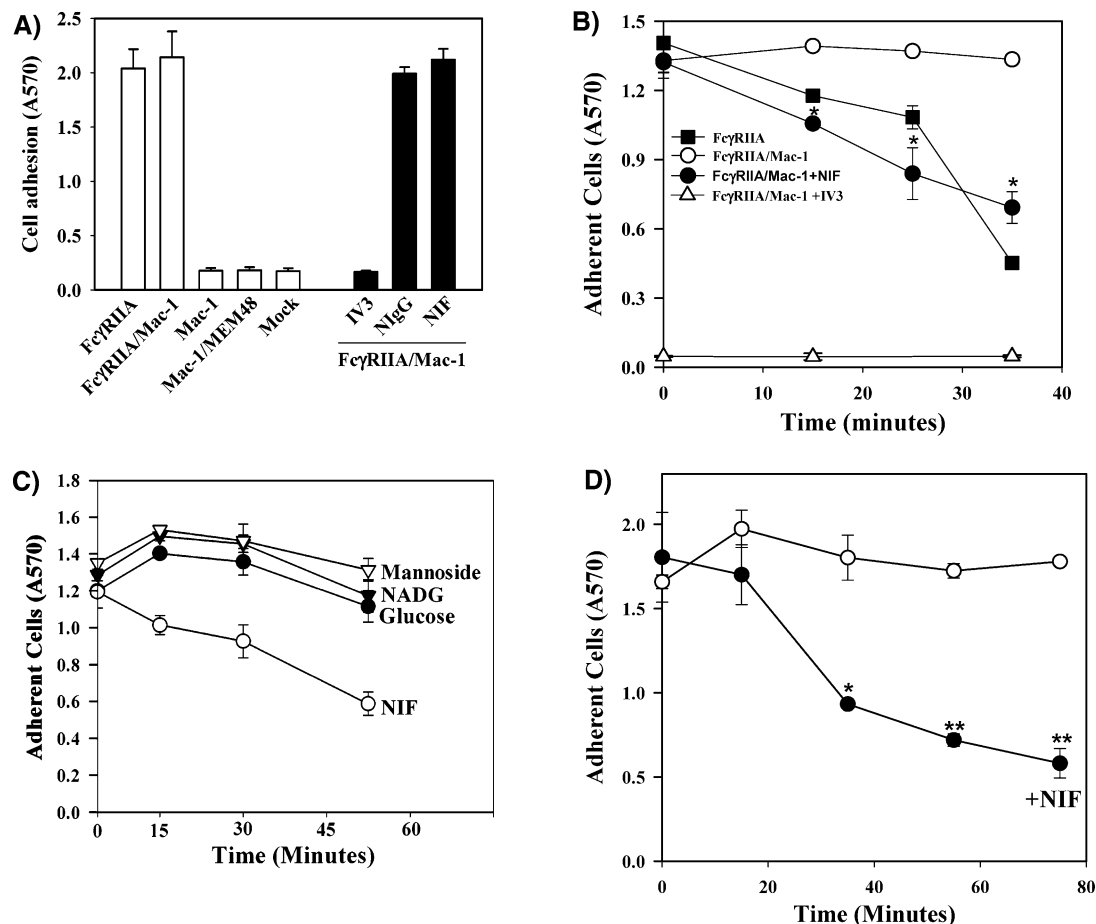 A)
Cell adhesion (A570)
2.5
2.0
1.5
1.0
0.5
0.0
FcγRIIA
FcγRIIA/Mac-1
Mac-1
Mac-1/MEM48
Mock
IV3
NIgG
NIF
FcγRIIA/Mac-1
B)
Adherent Cells (A570)
1.5
1.2
0.9
0.6
0.3
0.0
FcγRIIA
FcγRIIA/Mac-1
FcγRIIA/Mac-1+NIF
FcγRIIA/Mac-1 +IV3
*
*
*
0 10 20 30 40
Time (minutes)
C)
Adherent Cells (A570)
1.8
1.6
1.4
1.2
1.0
0.8
0.6
0.4
0.2
0.0
Mannoside
NADG
Glucose
NIF
0 15 30 45 60
Time (Minutes)
D)
Adherent Cells (A570)
2.0
1.5
1.0
0.5
0.0
*
**
**
+NIF
0 20 40 60 80
Time (Minutes)